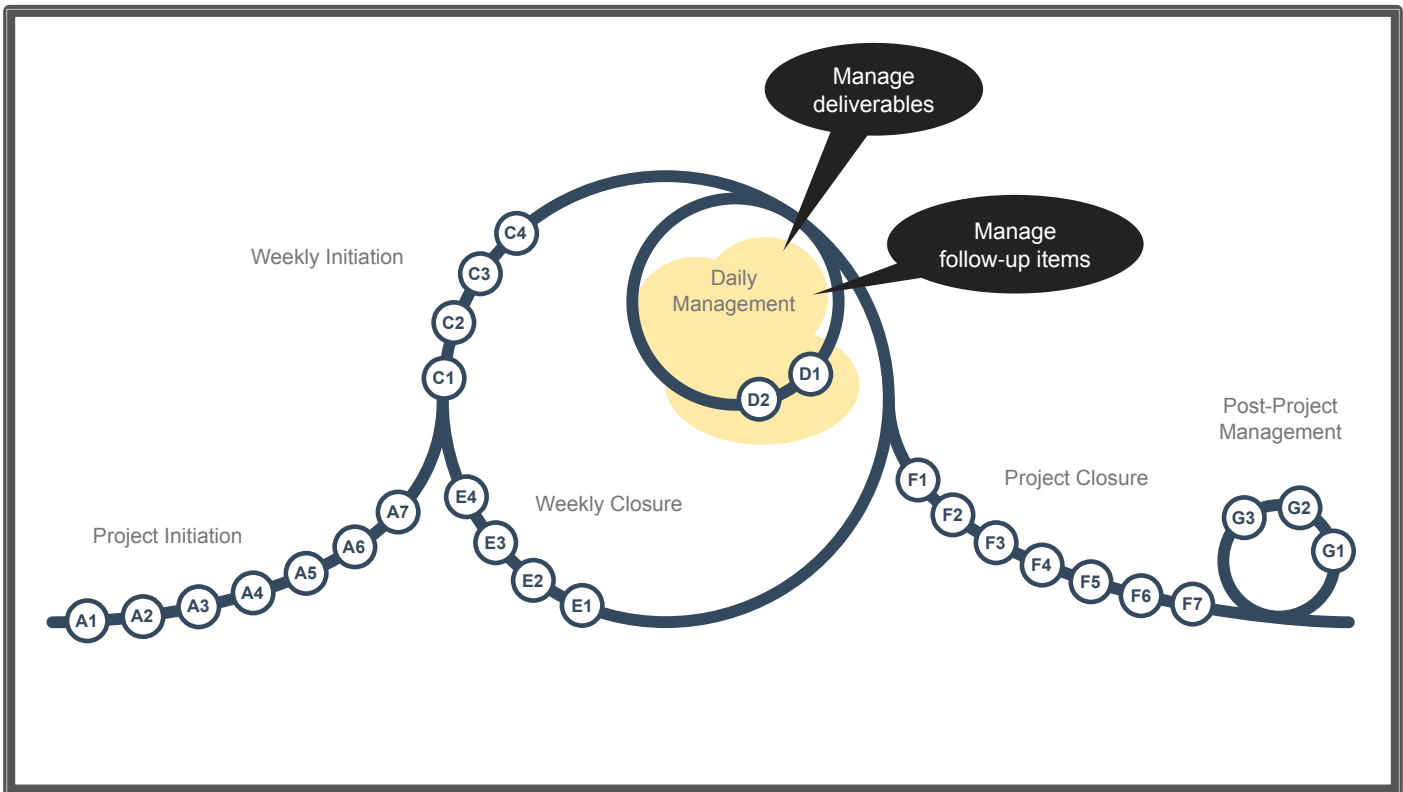 Manage
deliverables
Manage
follow-up items
Weekly Initiation
C4
C3
C2
C1
Daily
Management
D1
D2
Project Initiation
A1
A2
A3
A4
A5
A6
A7
Weekly Closure
E4
E3
E2
E1
Project Closure
F1
F2
F3
F4
F5
F6
F7
Post-Project
Management
G3
G2
G1